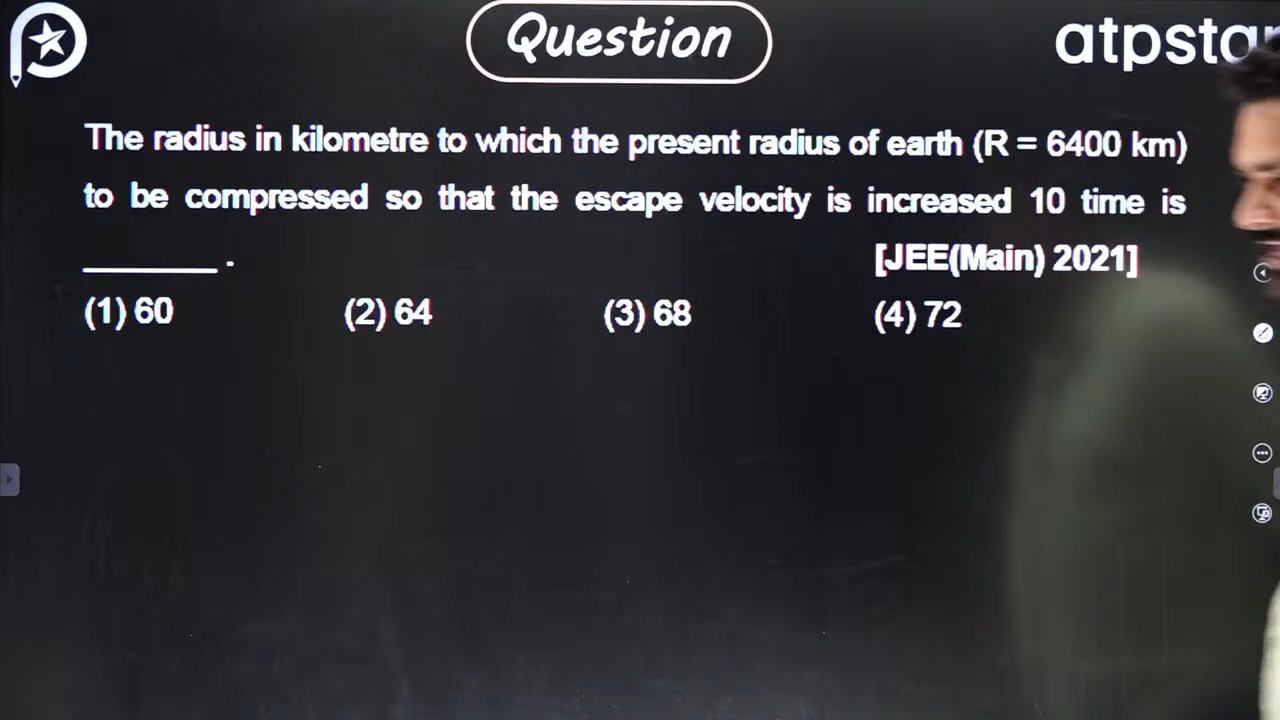 Question
atpstar
The radius in kilometre to which the present radius of earth (R = 6400 km)
to be compressed so that the escape velocity is increased 10 time is
_______ .
[JEE(Main) 2021]
(1) 60 (2) 64 (3) 68 (4) 72